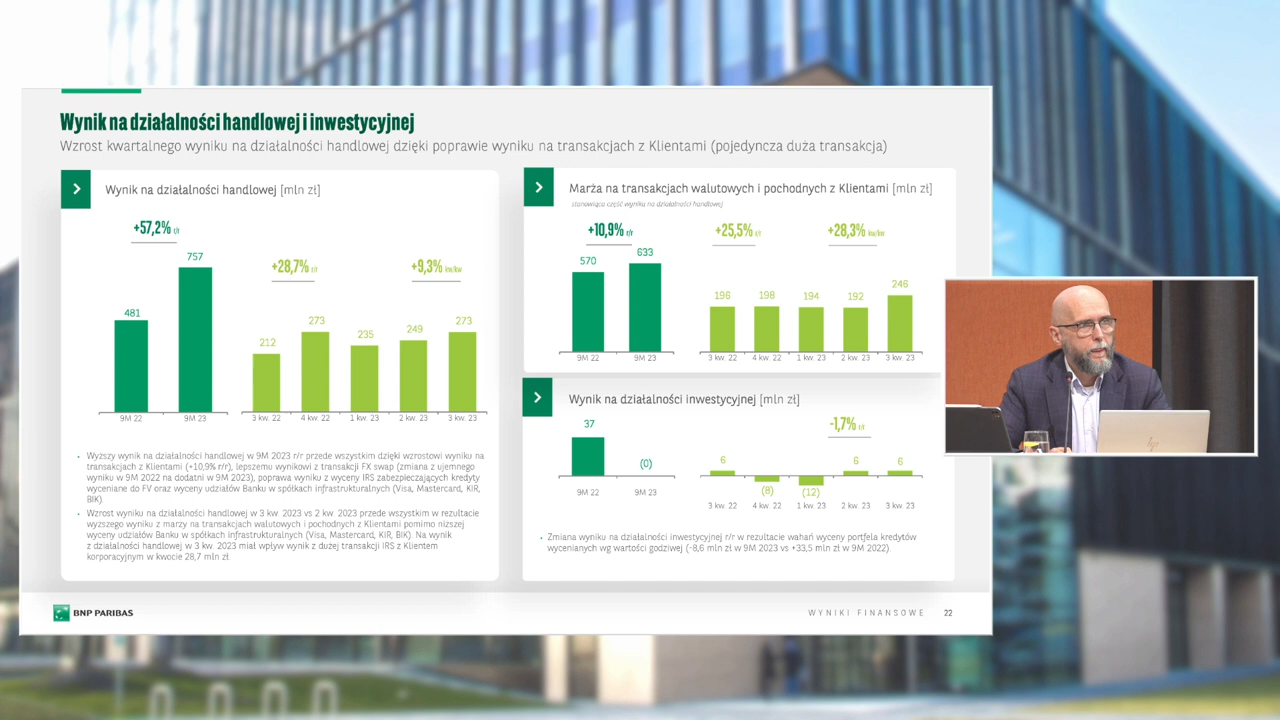 Wynik na działalności handlowej i inwestycyjnej
Wzrost kwartalnego wyniku na działalności handlowej dzięki poprawie wyniku na transakcjach z Klientami (pojedyncza duża transakcja)
Wynik na działalności handlowej [mln zł]
+57,2% r/r
+28,7% r/r
+9,3% kw/kw
481
757
212
273
235
249
273
9M 22
9M 23
3 kw. 22
4 kw. 22
1 kw. 23
2 kw. 23
3 kw. 23
Wyższy wynik na działalności handlowej w 9M 2023 r/r przede wszystkim dzięki wzrostowi wyniku na
transakcjach z Klientami (+10,9% r/r), lepszemu wynikowi z transakcji FX swap (zmiana z ujemnego
wyniku w 9M 2022 na dodatni w 9M 2023), poprawa wyniku z wyceny IRS zabezpieczających kredyty
wyceniane do FV oraz wyceny udziałów Banku w spółkach infrastrukturalnych (Visa, Mastercard, KIR,
BIK)
Wzrost wyniku na działalności handlowej w 3 kw. 2023 vs 2 kw. 2023 przede wszystkim w rezultacie
wyższego wyniku z marży na transakcjach walutowych i pochodnych z Klientami pomimo niższej
wyceny udziałów Banku w spółkach infrastrukturalnych (Visa, Mastercard, KIR, BIK). Na wynik
z działalności handlowej w 3 kw. 2023 miał wpływ wynik z dużej transakcji IRS z Klientem
korporacyjnym w kwocie 28,7 mln zł.
Marża na transakcjach walutowych i pochodnych z Klientami [mln zł]
stanowiąca część wyniku na działalności handlowej
+10,9% r/r
+25,5% r/r
+28,3% kw/kw
570
633
196
198
194
192
246
9M 22
9M 23
3 kw. 22
4 kw. 22
1 kw. 23
2 kw. 23
3 kw. 23
Wynik na działalności inwestycyjnej [mln zł]
-1,7% r/r
37
(0)
6
(8)
(12)
6
6
9M 22
9M 23
3 kw. 22
4 kw. 22
1 kw. 23
2 kw. 23
3 kw. 23
Zmiana wyniku na działalności inwestycyjnej r/r w rezultacie wahań wyceny portfela kredytów
wycenianych wg wartości godziwej (-8,6 mln zł w 9M 2023 vs +33,5 mln zł w 9M 2022)
BNP PARIBAS
WYNIKI FINANSOWE 22
hp